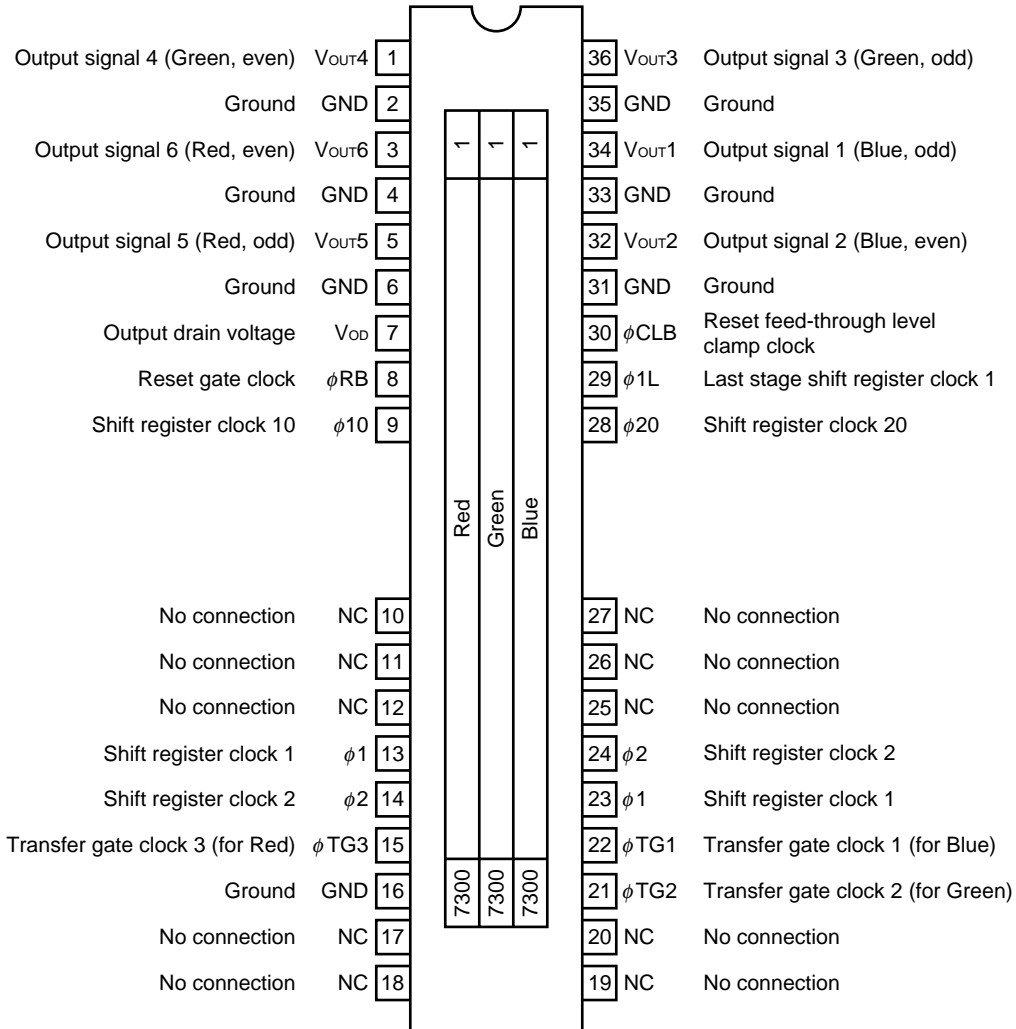 Output signal 4 (Green, even) VOUT4 1 36 VOUT3 Output signal 3 (Green, odd)
Ground GND 2 35 GND Ground
Output signal 6 (Red, even) VOUT6 3 1 1 1 34 VOUT1 Output signal 1 (Blue, odd)
Ground GND 4 33 GND Ground
Output signal 5 (Red, odd) VOUT5 5 32 VOUT2 Output signal 2 (Blue, even)
Ground GND 6 31 GND Ground
Output drain voltage VOD 7 30 ϕCLB Reset feed-through level
clamp clock
Reset gate clock ϕRB 8 29 ϕ1L Last stage shift register clock 1
Shift register clock 10 ϕ10 9 28 ϕ20 Shift register clock 20
Red Green Blue
No connection NC 10 27 NC No connection
No connection NC 11 26 NC No connection
No connection NC 12 25 NC No connection
Shift register clock 1 ϕ1 13 24 ϕ2 Shift register clock 2
Shift register clock 2 ϕ2 14 23 ϕ1 Shift register clock 1
Transfer gate clock 3 (for Red) ϕTG3 15 22 ϕTG1 Transfer gate clock 1 (for Blue)
Ground GND 16 7300 7300 7300 21 ϕTG2 Transfer gate clock 2 (for Green)
No connection NC 17 20 NC No connection
No connection NC 18 19 NC No connection